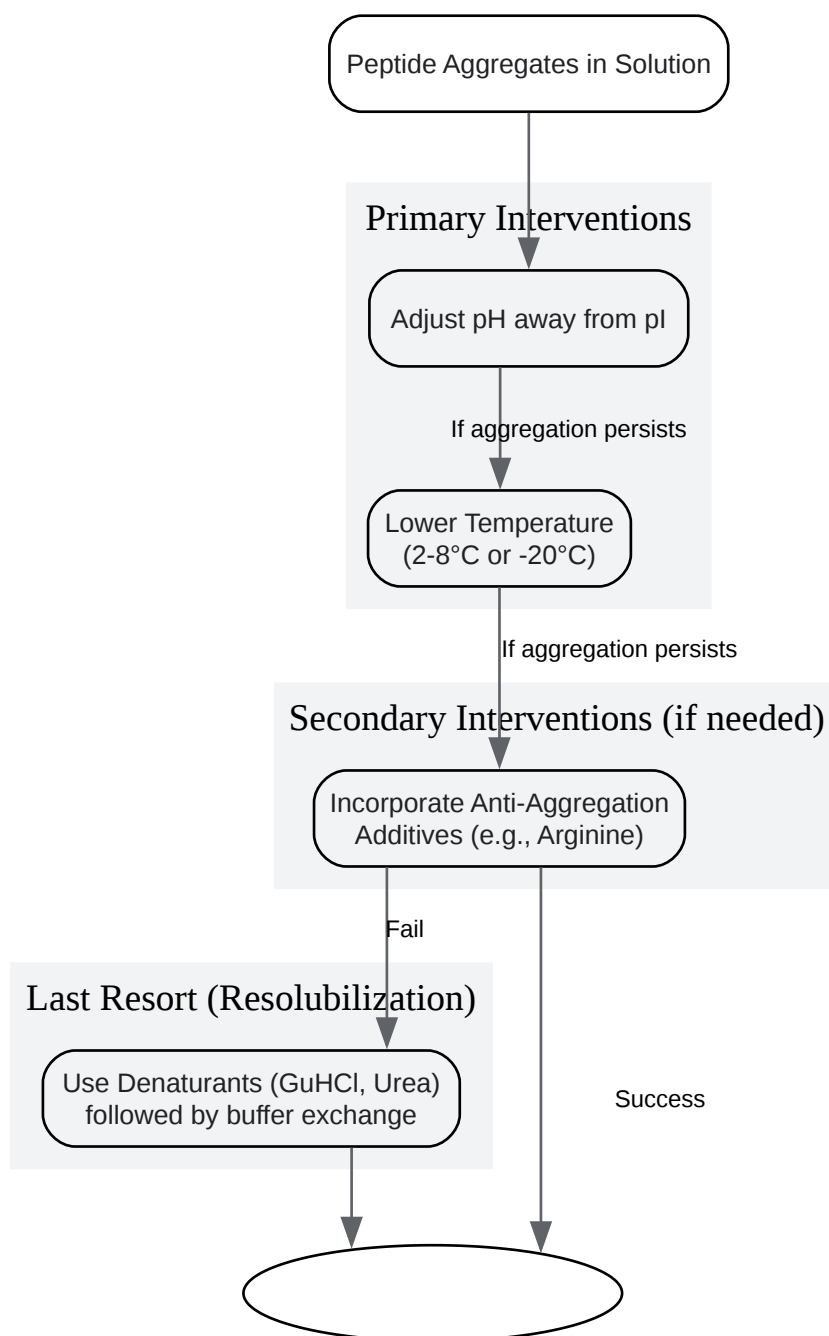 Peptide Aggregates in Solution
Primary Interventions
Adjust pH away from pI
If aggregation persists
Lower Temperature
(2-8°C or -20°C)
If aggregation persists
Secondary Interventions (if needed)
Incorporate Anti-Aggregation
Additives (e.g., Arginine)
Fail
Last Resort (Resolubilization)
Use Denaturants (GuHCl, Urea)
followed by buffer exchange
Success